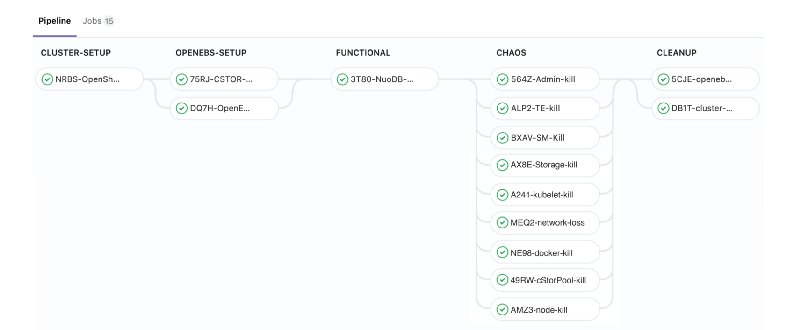 Pipeline Jobs 15
CLUSTER-SETUP OPENEBS-SETUP FUNCTIONAL CHAOS CLEANUP
NRBS-OpenSh... 75RJ-CSTOR-... 3T80-NuoDB-... 564Z-Admin-kill 5CJE-openeb...
DQ7H-OpenE... ALP2-TE-kill DB1T-cluster-...
BXAV-SM-Kill
AX8E-Storage-kill
A241-kubelet-kill
MEQ2-network-loss
NE98-docker-kill
49RW-cStorPool-kill
AMZ3-node-kill